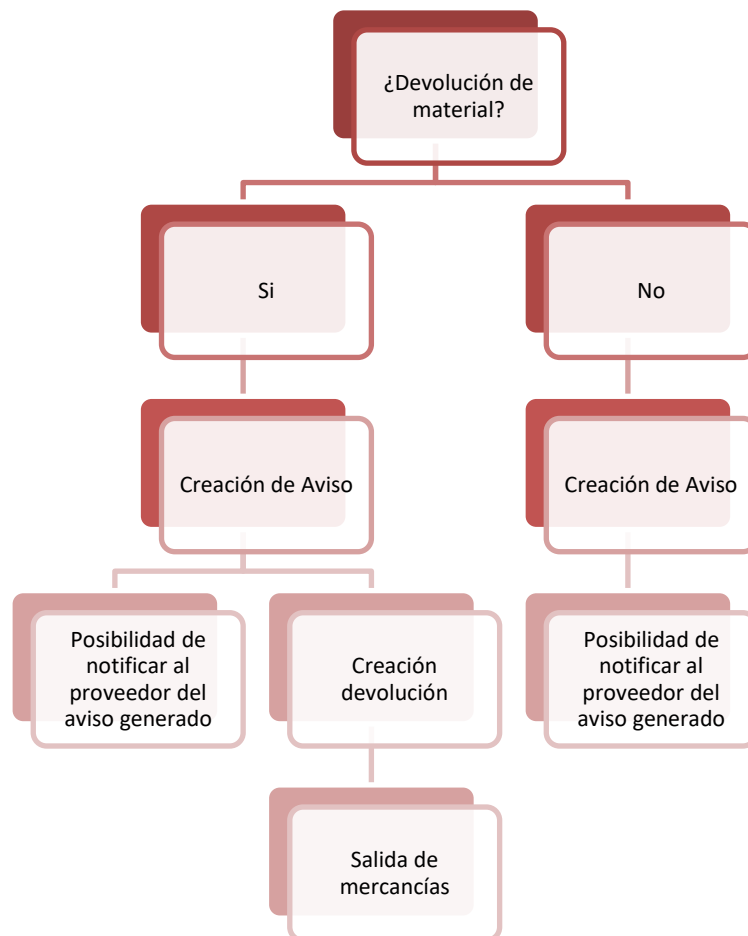 ¿Devolución de
material?
Si
No
Creación de Aviso
Creación de Aviso
Posibilidad de
notificar al
proveedor del
aviso generado
Creación
devolución
Posibilidad de
notificar al
proveedor del
aviso generado
Salida de
mercancías